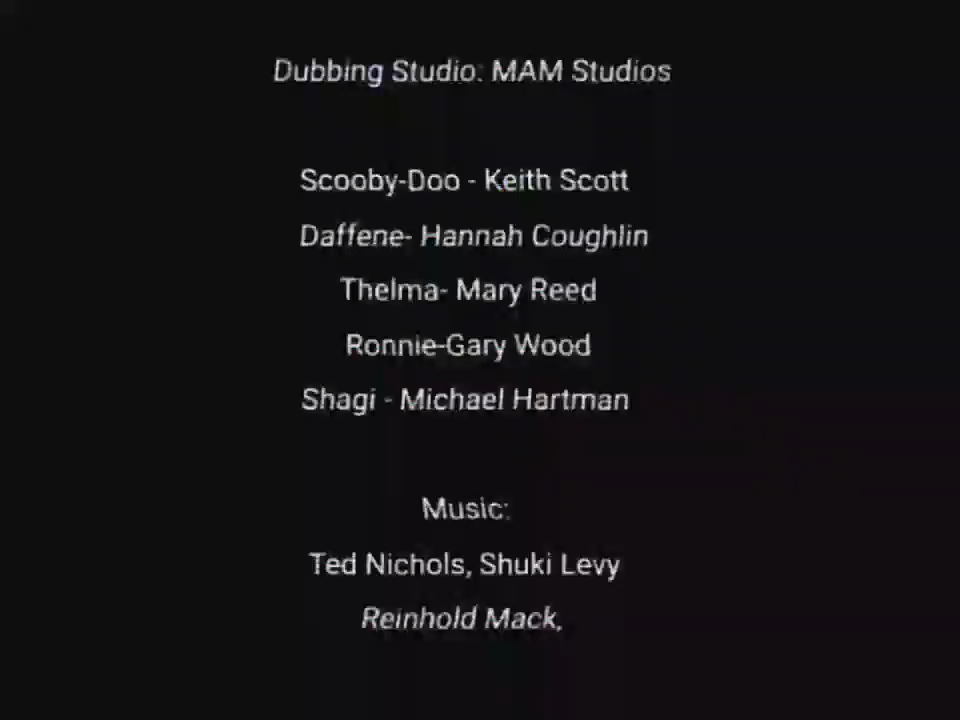 Dubbing Studio: MAM Studios
Scooby-Doo - Keith Scott
Daffene- Hannah Coughlin
Thelma- Mary Reed
Ronnie-Gary Wood
Shagi - Michael Hartman
Music:
Ted Nichols, Shuki Levy
Reinhold Mack,